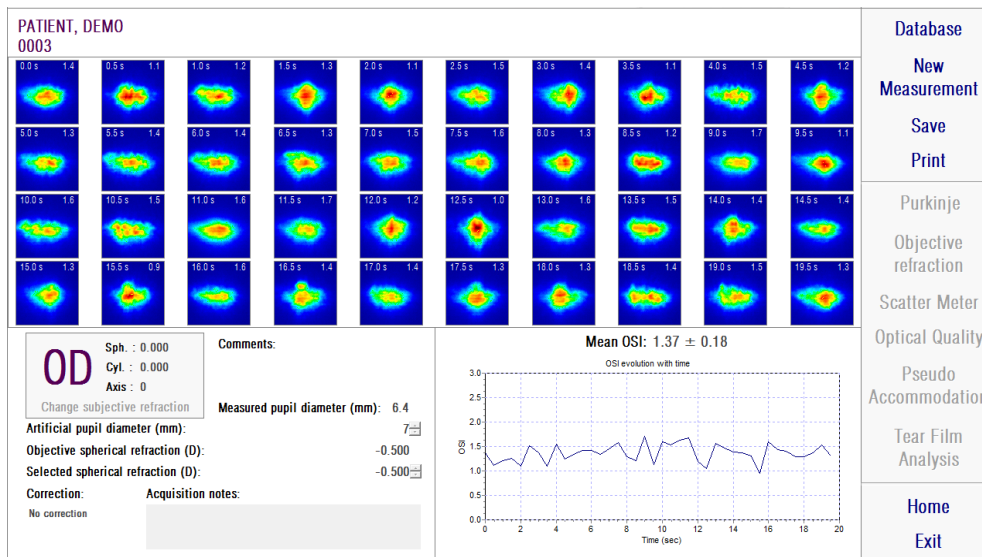 PATIENT, DEMO
0003
0.0 s 1.4 0.5 s 1.1 1.0 s 1.2 1.5 s 1.3 2.0 s 1.1 2.5 s 1.5 3.0 s 1.4 3.5 s 1.1 4.0 s 1.5 4.5 s 1.2
5.0 s 1.3 5.5 s 1.4 6.0 s 1.4 6.5 s 1.3 7.0 s 1.5 7.5 s 1.6 8.0 s 1.3 8.5 s 1.2 9.0 s 1.7 9.5 s 1.1
10.0 s 1.6 10.5 s 1.5 11.0 s 1.6 11.5 s 1.7 12.0 s 1.2 12.5 s 1.0 13.0 s 1.6 13.5 s 1.5 14.0 s 1.4 14.5 s 1.4
15.0 s 1.3 15.5 s 0.9 16.0 s 1.6 16.5 s 1.4 17.0 s 1.4 17.5 s 1.3 18.0 s 1.3 18.5 s 1.4 19.0 s 1.5 19.5 s 1.3
OD
Sph. : 0.000
Cyl. : 0.000
Axis : 0
Change subjective refraction
Comments:
Measured pupil diameter (mm): 6.4
Artificial pupil diameter (mm): 7
Objective spherical refraction (D): -0.500
Selected spherical refraction (D): -0.500
Correction:
No correction
Acquisition notes:
Mean OSI: 1.37 ± 0.18
OSI evolution with time
OSI
3.0
2.5
2.0
1.5
1.0
0.5
0.0
0 2 4 6 8 10 12 14 16 18 20
Time (sec)
Database
New
Measurement
Save
Print
Purkinje
Objective
refraction
Scatter Meter
Optical Quality
Pseudo
Accommodation
Tear Film
Analysis
Home
Exit